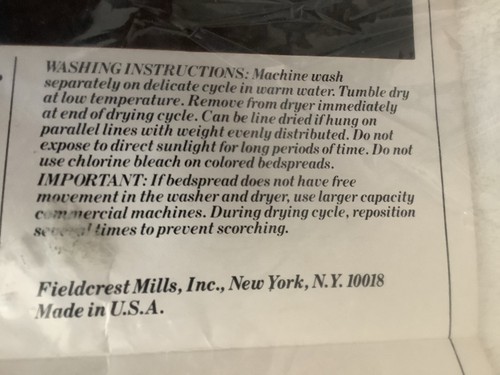 WASHING INSTRUCTIONS: Machine wash
separately on delicate cycle in warm water. Tumble dry
at low temperature. Remove from dryer immediately
at end of drying cycle. Can be line dried if hung on
parallel lines with weight evenly distributed. Do not
expose to direct sunlight for long periods of time. Do not
use chlorine bleach on colored bedspreads.
IMPORTANT: If bedspread does not have free
movement in the washer and dryer, use larger capacity
commercial machines. During drying cycle, reposition
several times to prevent scorching.
Fieldcrest Mills, Inc., New York, N.Y. 10018
Made in U.S.A.